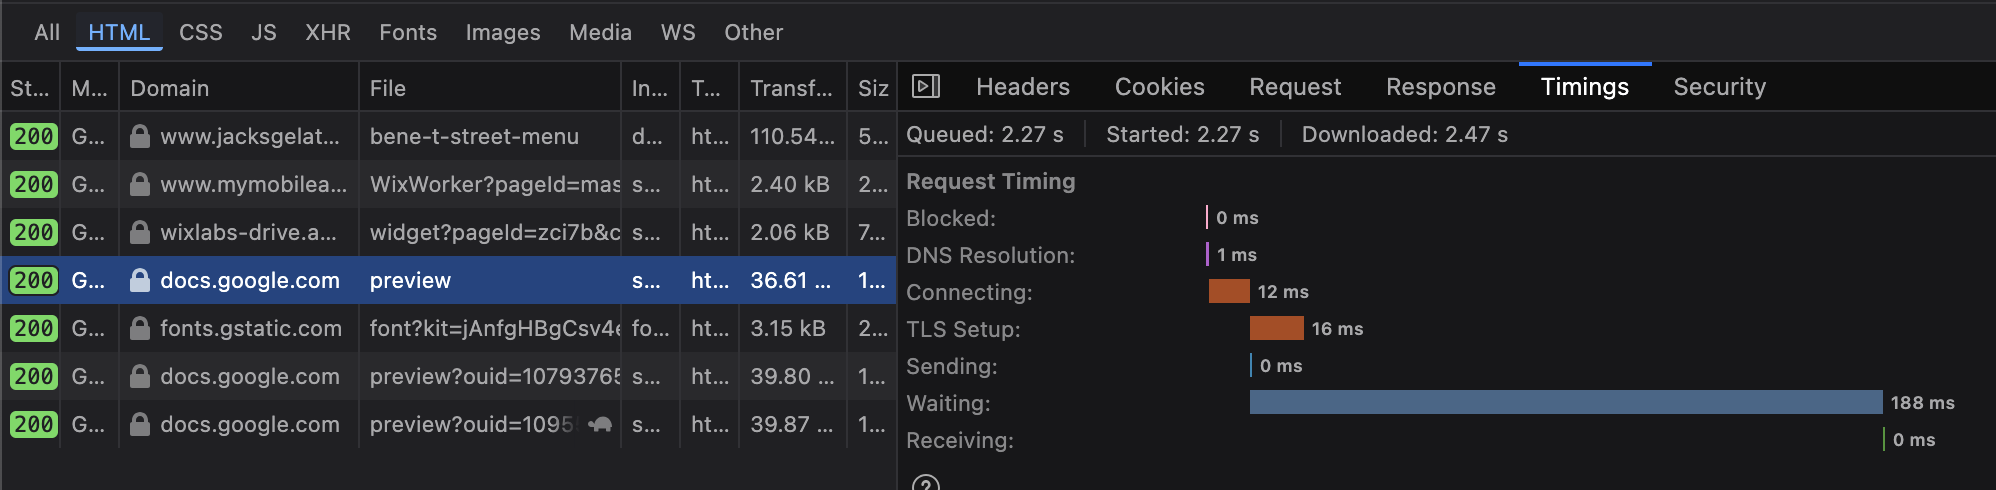 All HTML CSS JS XHR Fonts Images Media WS Other
St... M... Domain File In... T... Transf... Siz
200 G... www.jacksgelat... bene-t-street-menu d... ht... 110.54... 5...
200 G... www.mymobilea... WixWorker?pageId=mas s... ht... 2.40 kB 2...
200 G... wixlabs-drive.a... widget?pageId=zci7b&c s... ht... 2.06 kB 7...
200 G... docs.google.com preview s... ht... 36.61 ... 1...
200 G... fonts.gstatic.com font?kit=jAnfgHBgCsv4e fo... ht... 3.15 kB 2...
200 G... docs.google.com preview?ouid=10793765 s... ht... 39.80 ... 1...
200 G... docs.google.com preview?ouid=1095 s... ht... 39.87 ... 1...
Headers Cookies Request Response Timings Security
Queued: 2.27 s Started: 2.27 s Downloaded: 2.47 s
Request Timing
Blocked: 0 ms
DNS Resolution: 1 ms
Connecting: 12 ms
TLS Setup: 16 ms
Sending: 0 ms
Waiting: 188 ms
Receiving: 0 ms
?